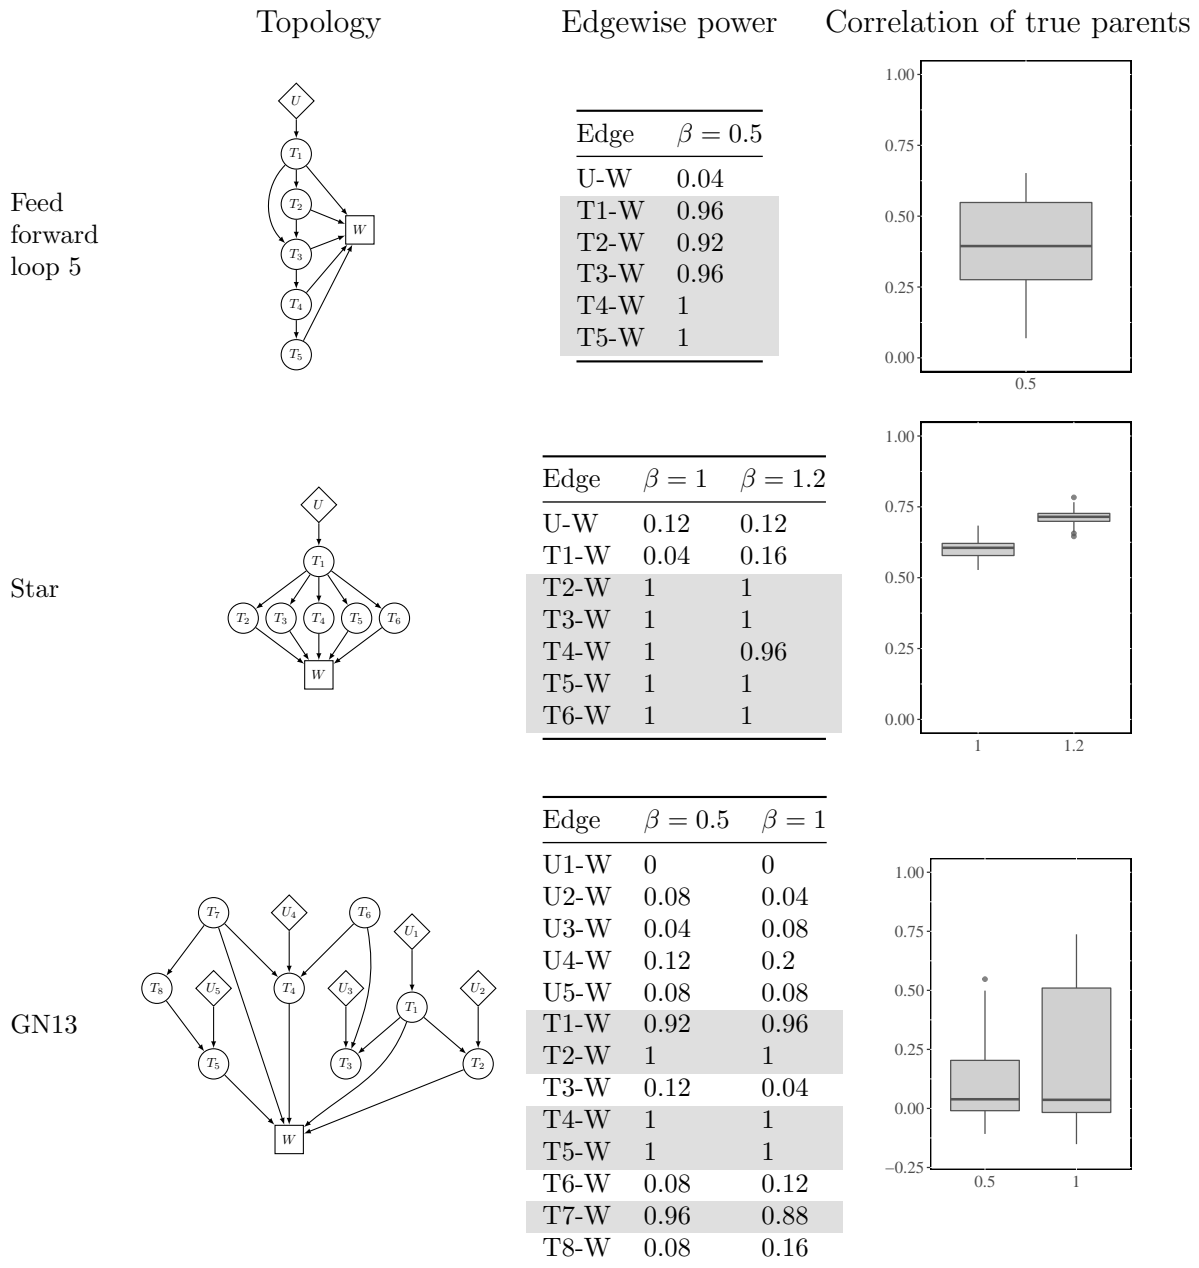 Topology Edgewise power Correlation of true parents
Feed
forward
loop 5
U
T1
T2
T3
T4
T5
W
Edge β = 0.5
U-W 0.04
T1-W 0.96
T2-W 0.92
T3-W 0.96
T4-W 1
T5-W 1
1.00
0.75
0.50
0.25
0.00
0.5
Star
U
T1
T2 T3 T4 T5 T6
W
Edge β = 1 β = 1.2
U-W 0.12 0.12
T1-W 0.04 0.16
T2-W 1 1
T3-W 1 1
T4-W 1 0.96
T5-W 1 1
T6-W 1 1
1.00
0.75
0.50
0.25
0.00
1 1.2
GN13
T7 U4 T6
U1
T8 U5 T4 U3 U2
T1
T5 T3 T2
W
Edge β = 0.5 β = 1
U1-W 0 0
U2-W 0.08 0.04
U3-W 0.04 0.08
U4-W 0.12 0.2
U5-W 0.08 0.08
T1-W 0.92 0.96
T2-W 1 1
T3-W 0.12 0.04
T4-W 1 1
T5-W 1 1
T6-W 0.08 0.12
T7-W 0.96 0.88
T8-W 0.08 0.16
1.00
0.75
0.50
0.25
0.00
−0.25
0.5 1